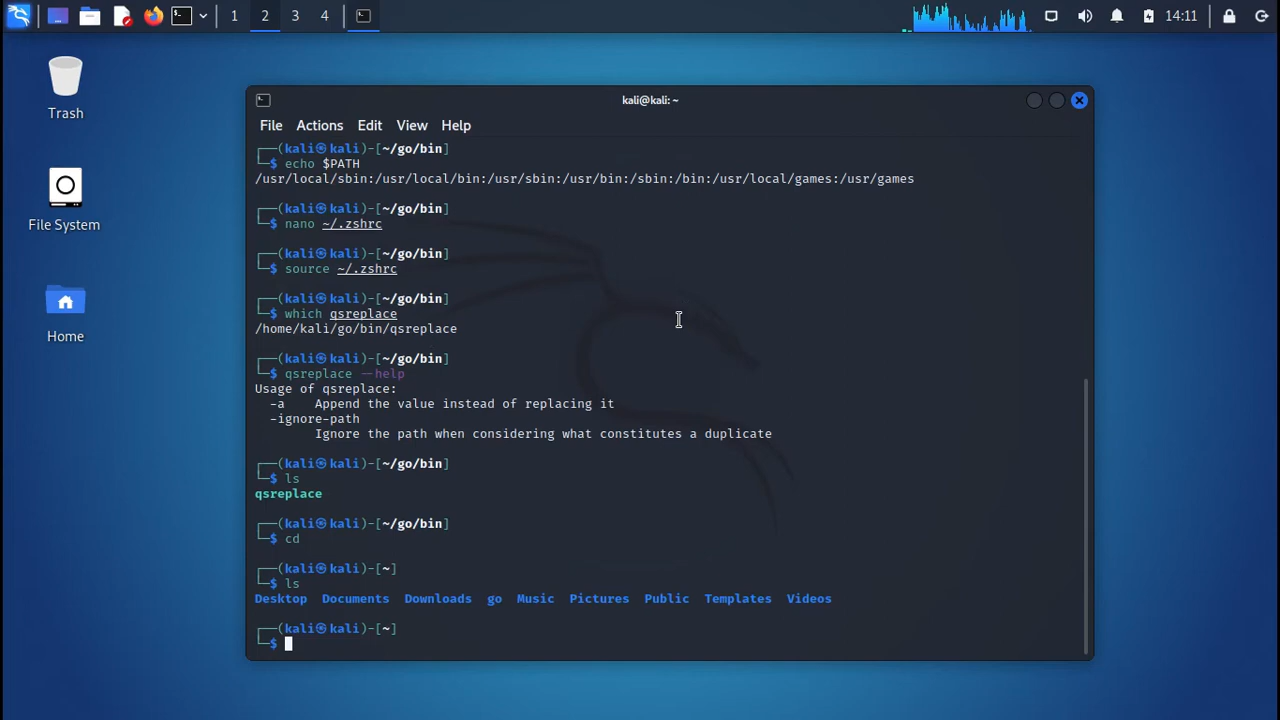 1 2 3 4
14:11
Trash
File System
Home
kali@kali: ~
File Actions Edit View Help
┌──(kali㉿kali)-[~/go/bin]
└─$ echo $PATH
/usr/local/sbin:/usr/local/bin:/usr/sbin:/usr/bin:/sbin:/bin:/usr/local/games:/usr/games
┌──(kali㉿kali)-[~/go/bin]
└─$ nano ~/.zshrc
┌──(kali㉿kali)-[~/go/bin]
└─$ source ~/.zshrc
┌──(kali㉿kali)-[~/go/bin]
└─$ which qsreplace
/home/kali/go/bin/qsreplace
┌──(kali㉿kali)-[~/go/bin]
└─$ qsreplace --help
Usage of qsreplace:
-a    Append the value instead of replacing it
-ignore-path
Ignore the path when considering what constitutes a duplicate
┌──(kali㉿kali)-[~/go/bin]
└─$ ls
qsreplace
┌──(kali㉿kali)-[~/go/bin]
└─$ cd
┌──(kali㉿kali)-[~]
└─$ ls
Desktop Documents Downloads go Music Pictures Public Templates Videos
┌──(kali㉿kali)-[~]
└─$